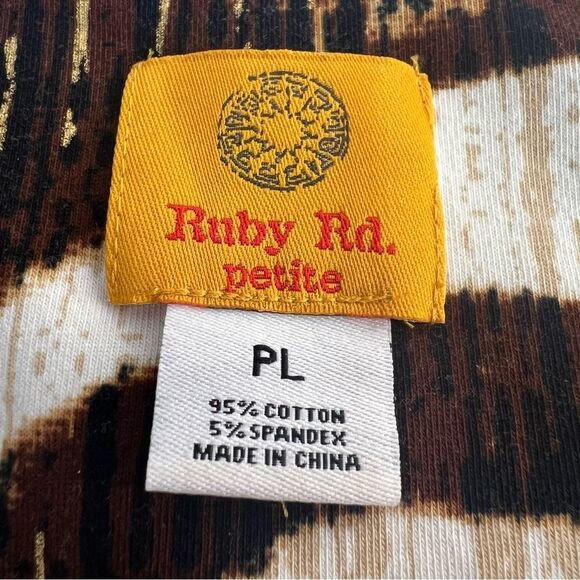 Ruby Rd.
petite
PL
95% COTTON
5% SPANDEX
MADE IN CHINA